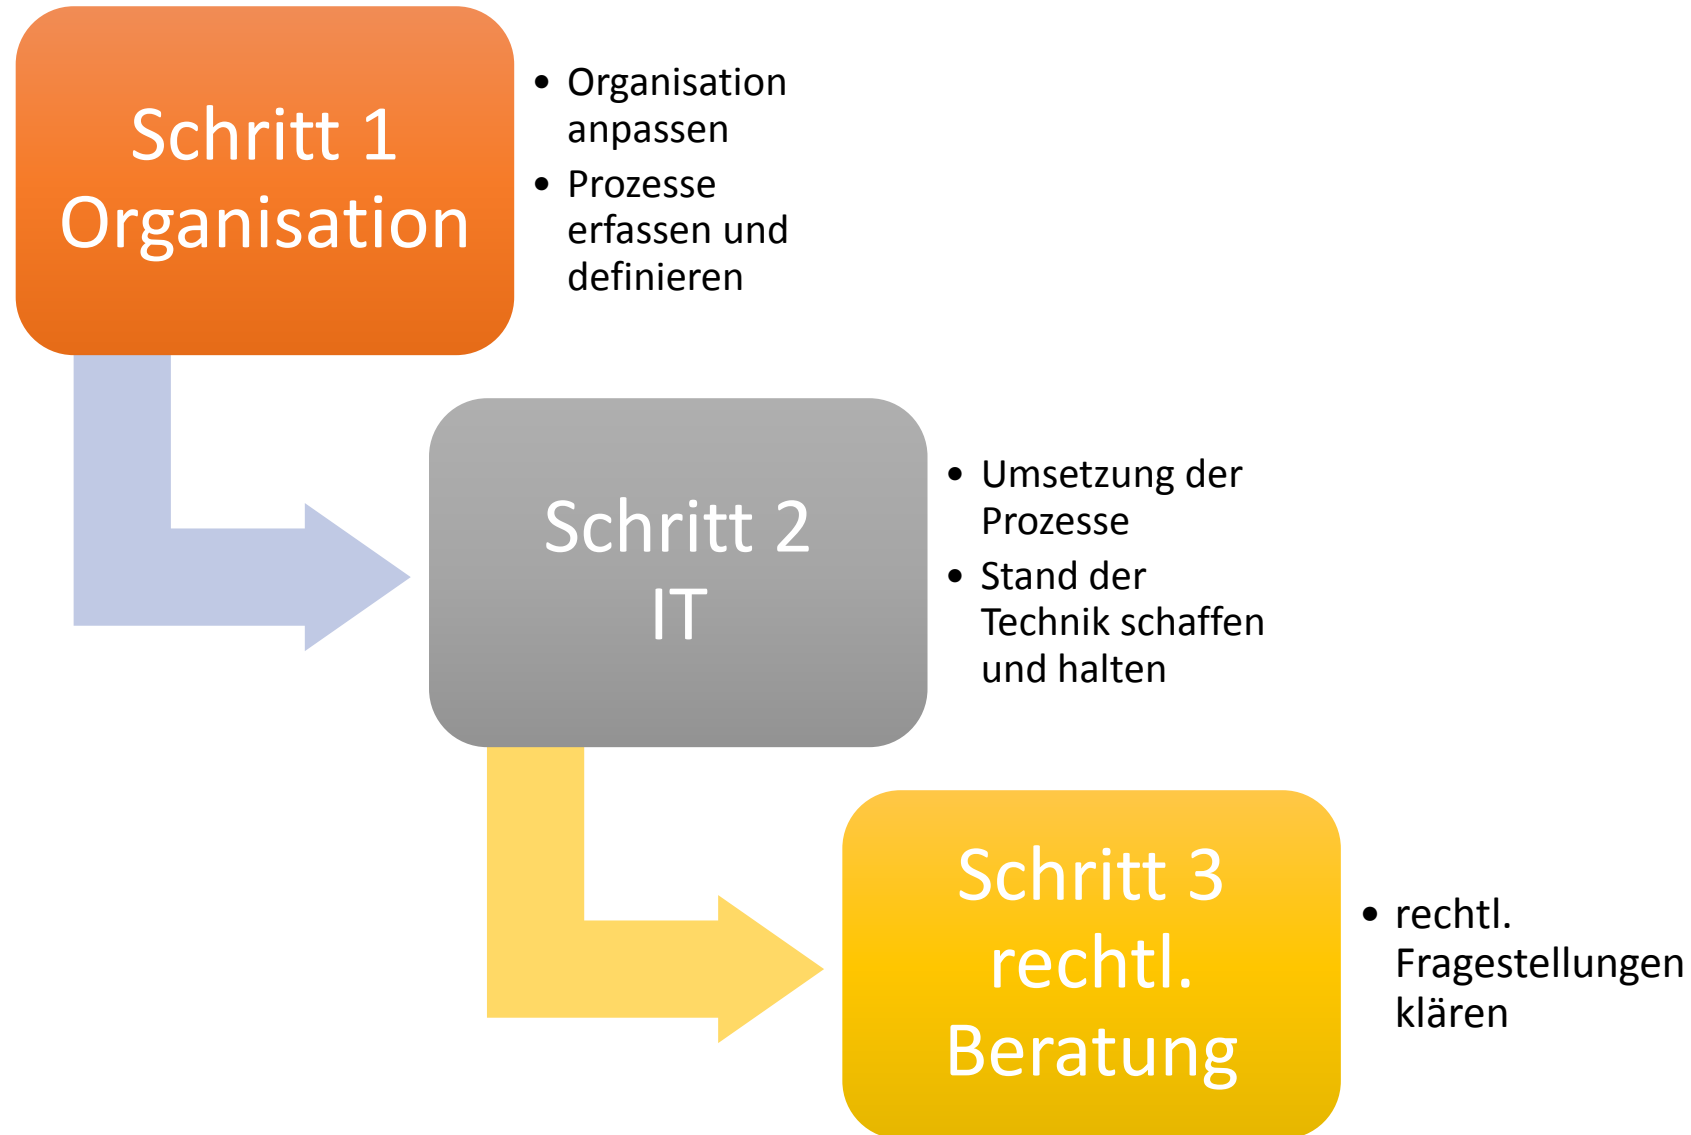 Schritt 1
Organisation
• Organisation
anpassen
• Prozesse
erfassen und
definieren
Schritt 2
IT
• Umsetzung der
Prozesse
• Stand der
Technik schaffen
und halten
Schritt 3
rechtl.
Beratung
• rechtl.
Fragestellungen
klären